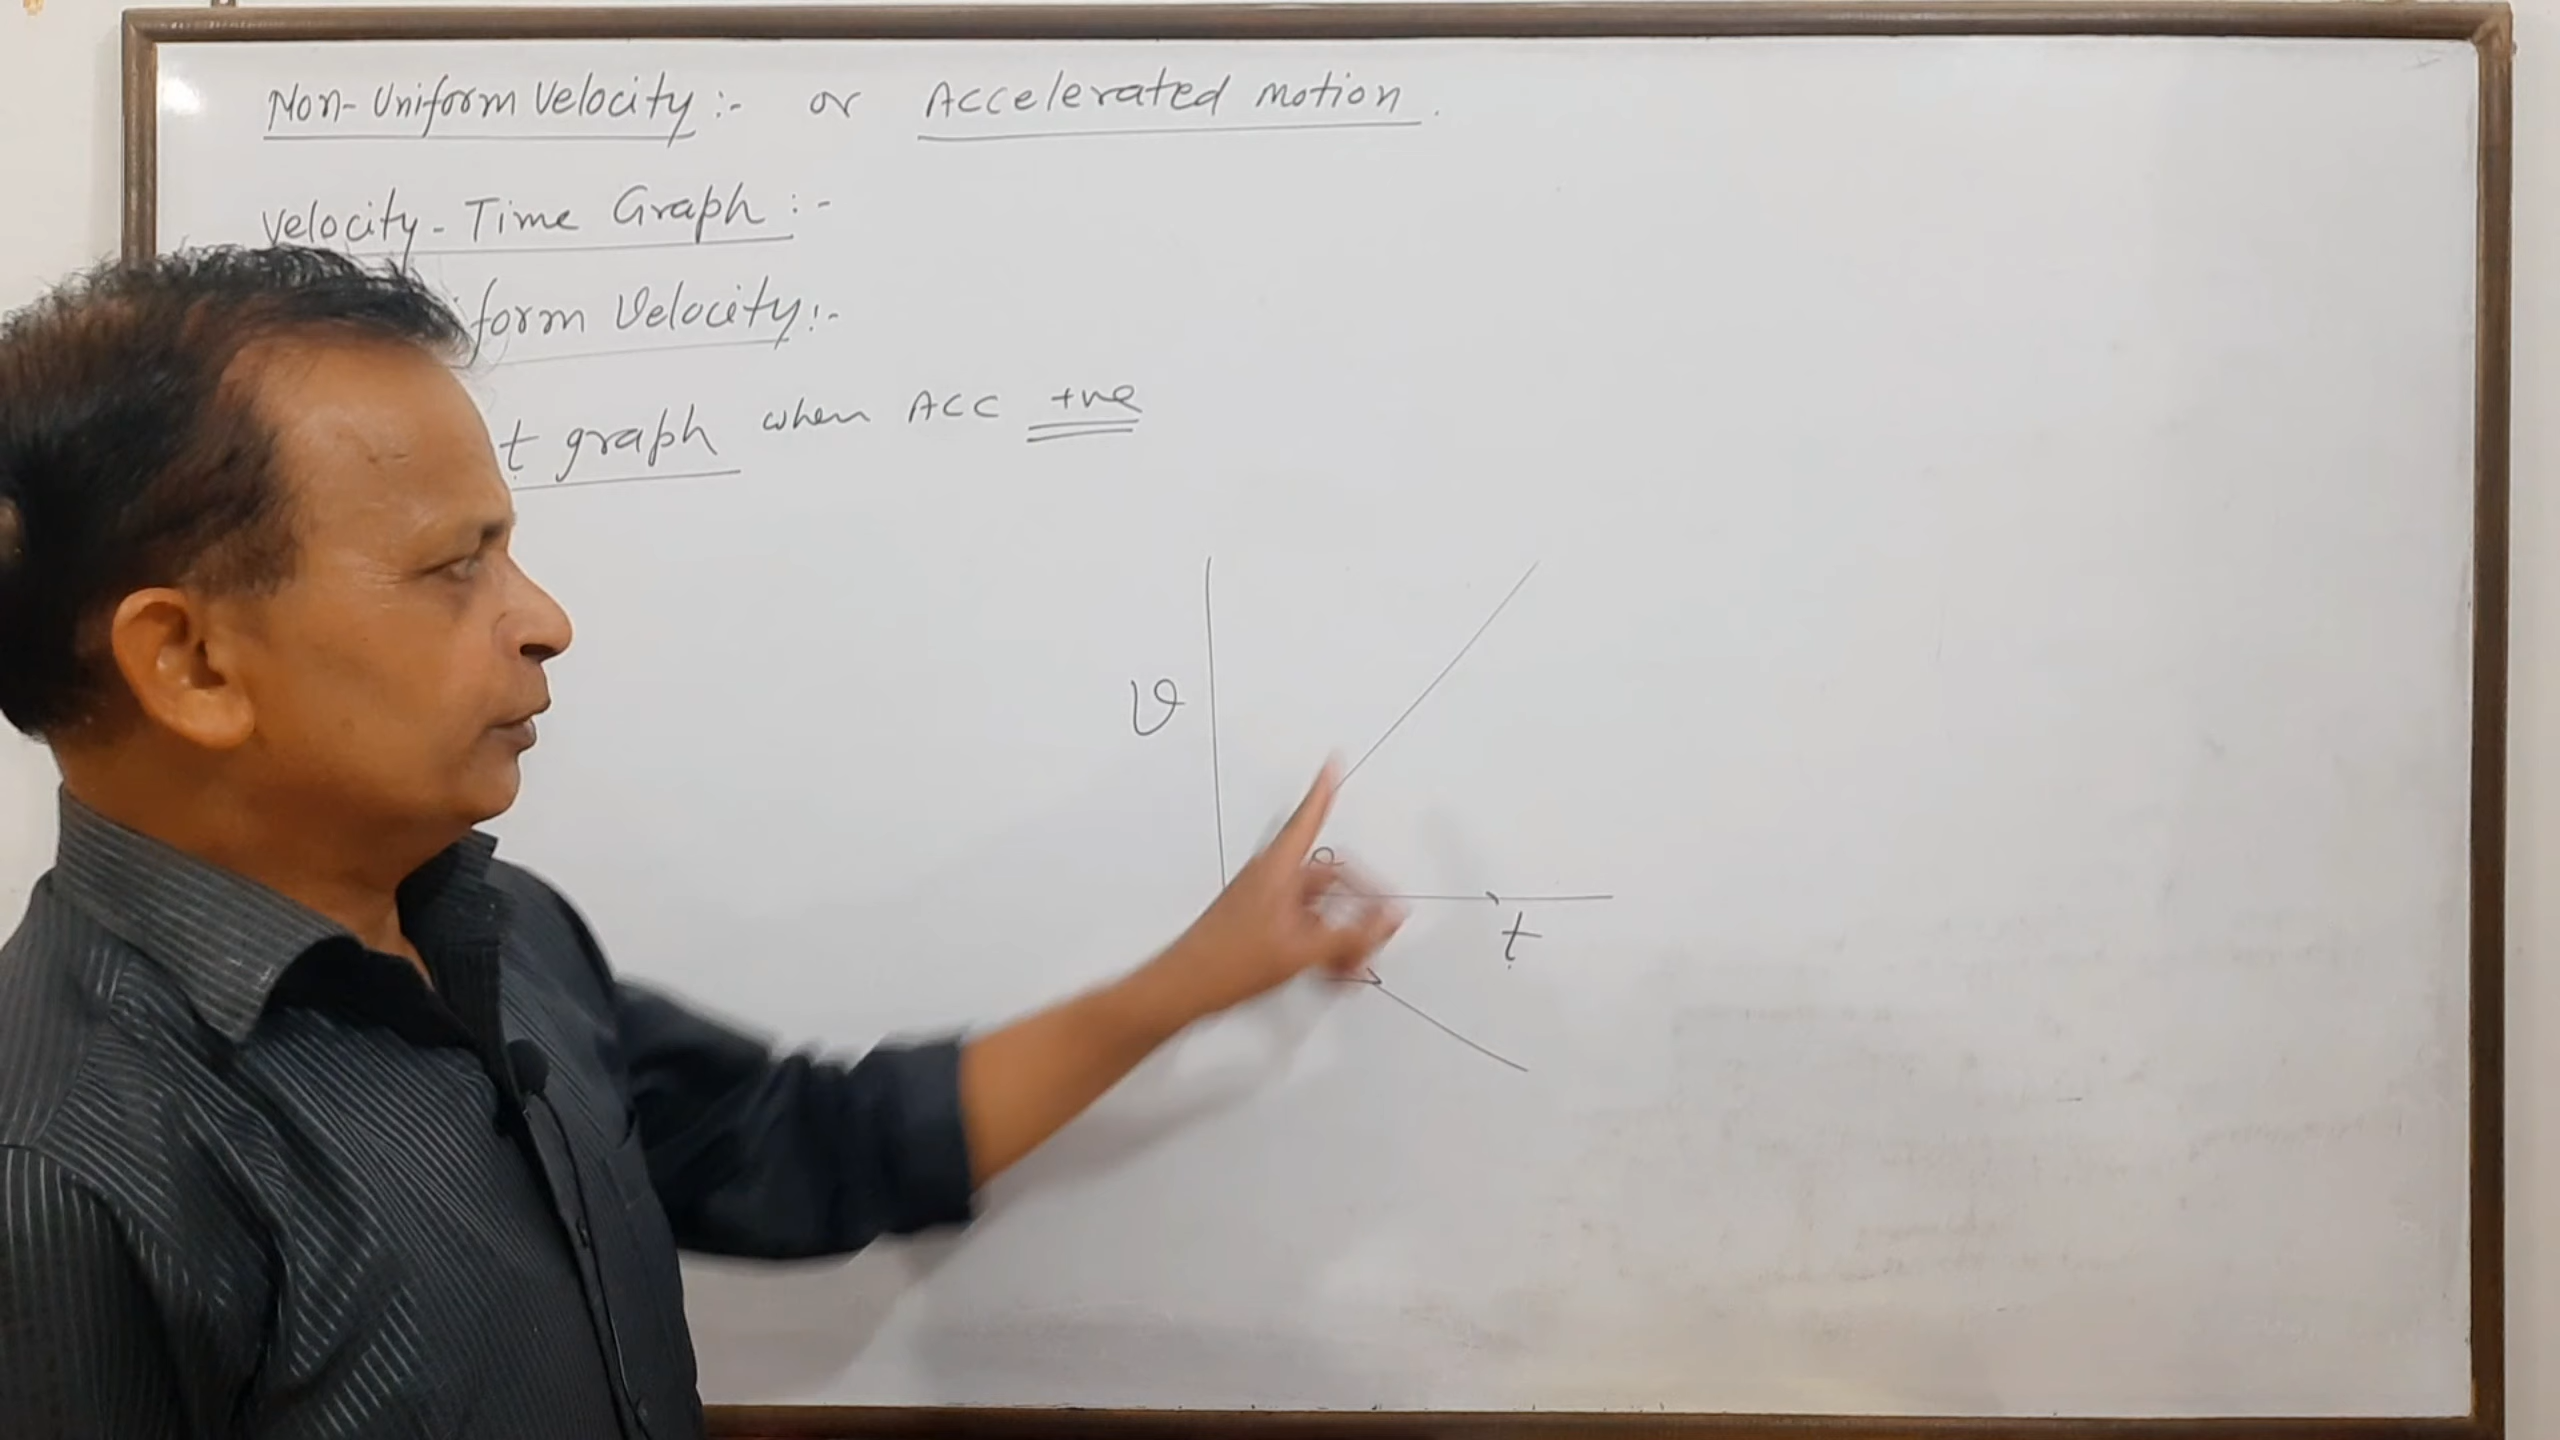 Non-Uniform Velocity:- or Accelerated motion.
Velocity-Time Graph:-
form Velocity:-
t graph when ACC +ve
v
t